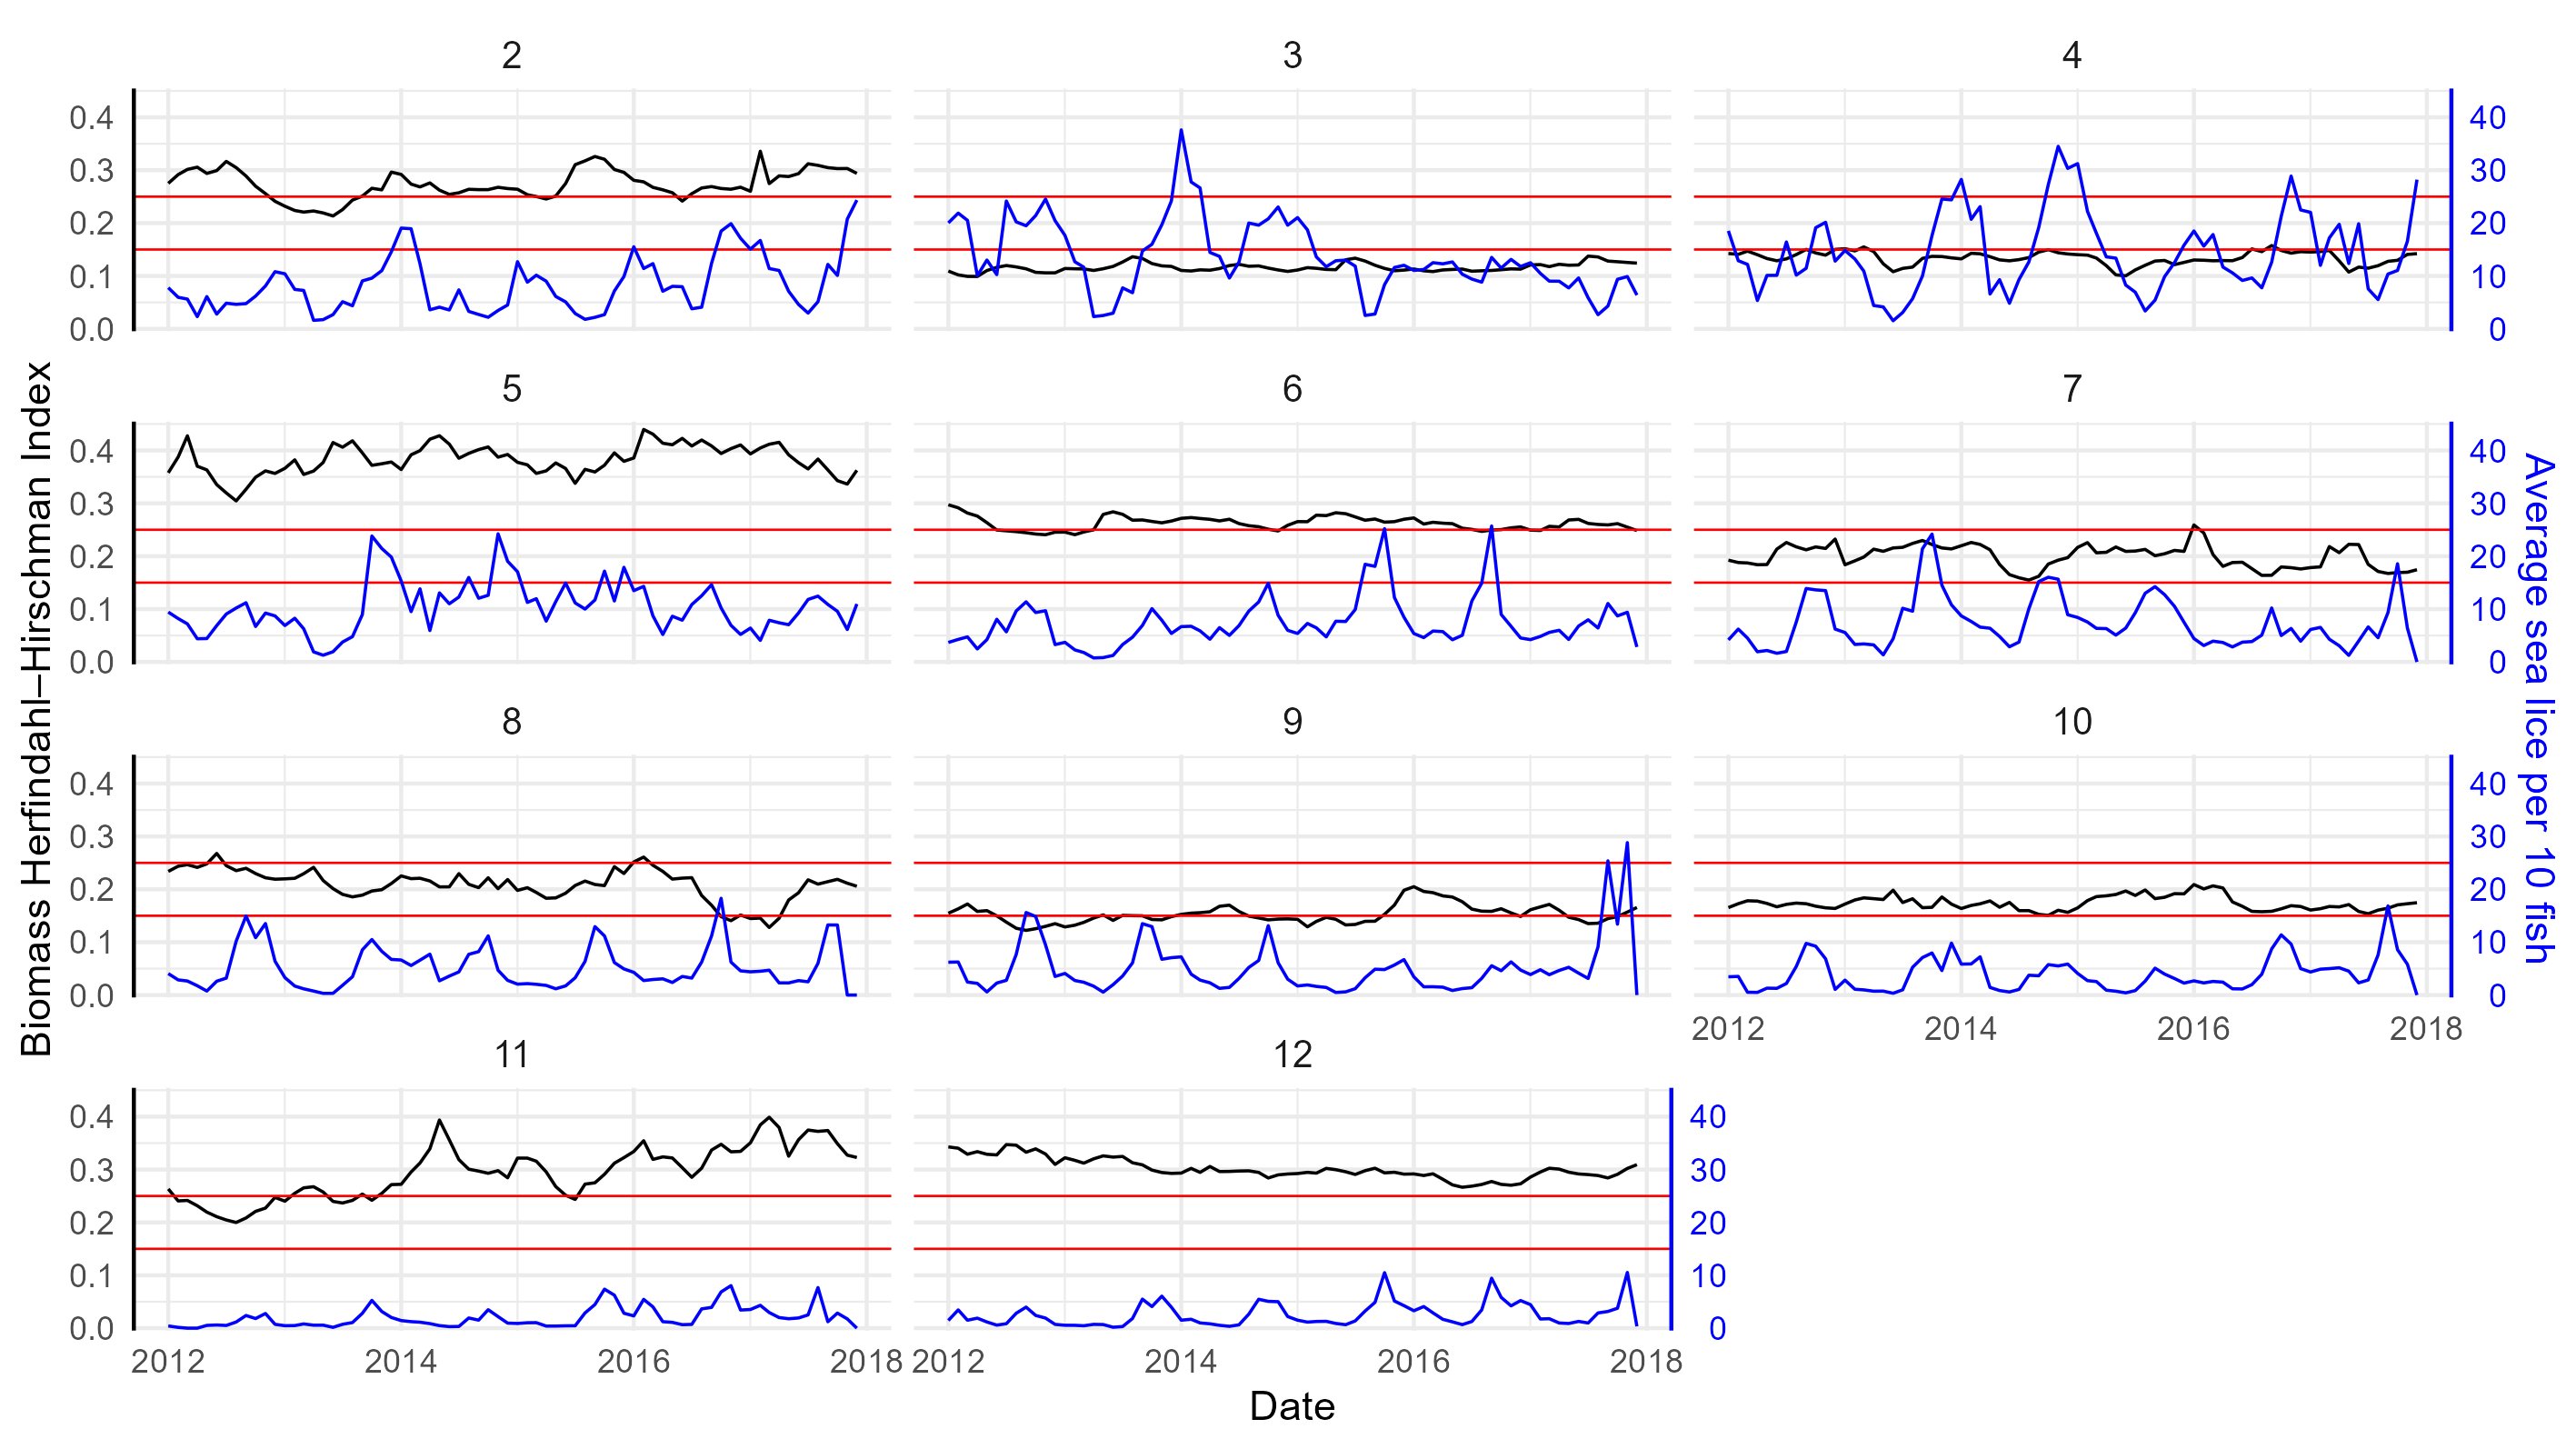 2 3 4
0.4 40
0.3 30
0.2 20
0.1 10
0.0 0
5 6 7
0.4 40
0.3 30
0.2 20
0.1 10
0.0 0
Biomass Herfindahl–Hirschman Index
Average sea lice per 10 fish
8 9 10
0.4 40
0.3 30
0.2 20
0.1 10
0.0 0
2012 2014 2016 2018
11 12
0.4 40
0.3 30
0.2 20
0.1 10
0.0 0
2012 2014 2016 2018 2012 2014 2016 2018
Date